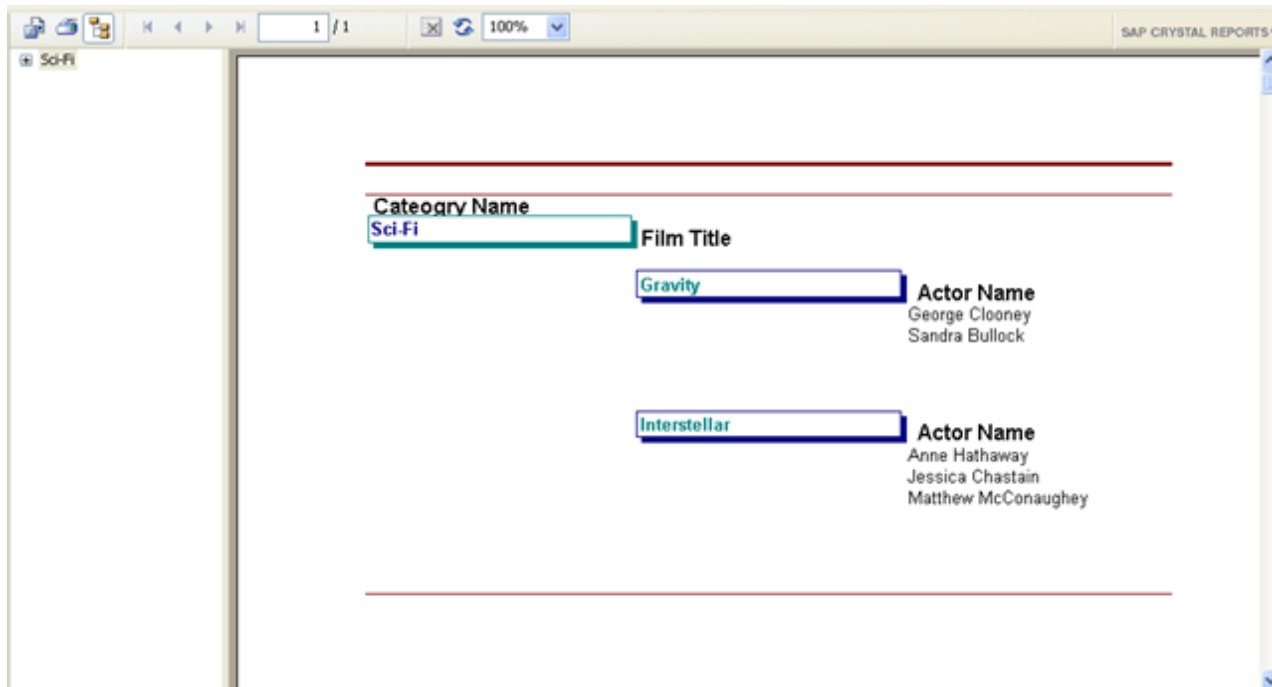 1 / 1
100%
SAP CRYSTAL REPORTS
Sci-Fi
Cateogry Name
Sci-Fi
Film Title
Gravity
Actor Name
George Clooney
Sandra Bullock
Interstellar
Actor Name
Anne Hathaway
Jessica Chastain
Matthew McConaughey